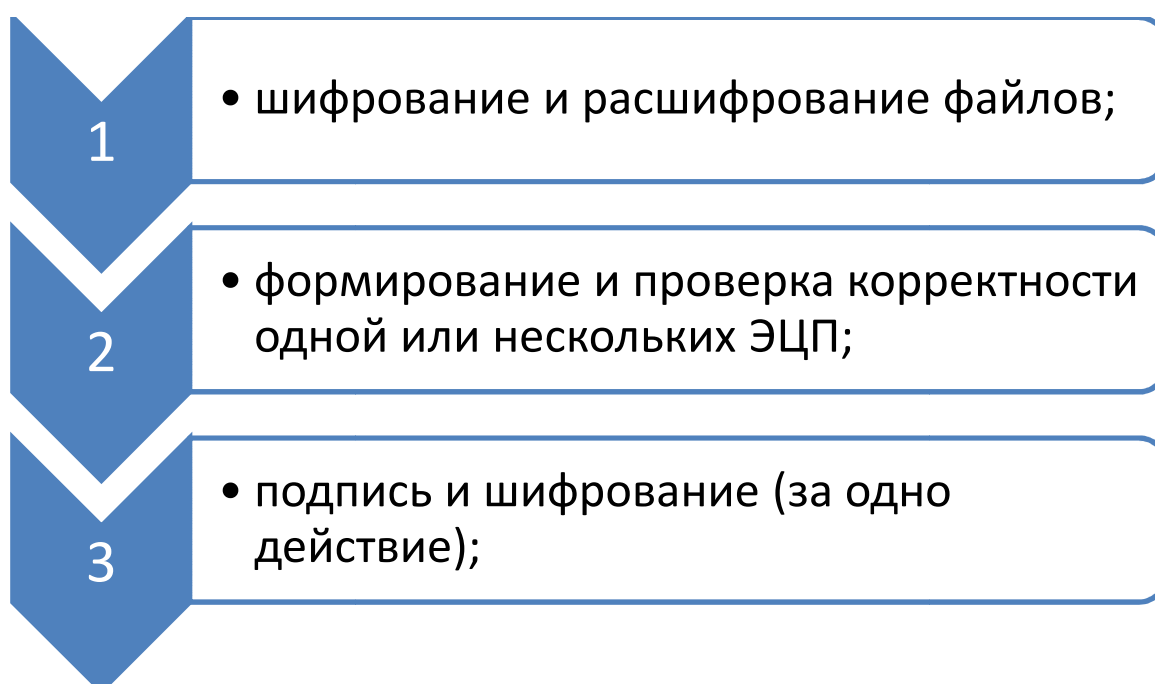 1
• шифрование и расшифрование файлов;
2
• формирование и проверка корректности
одной или нескольких ЭЦП;
3
• подпись и шифрование (за одно
действие);